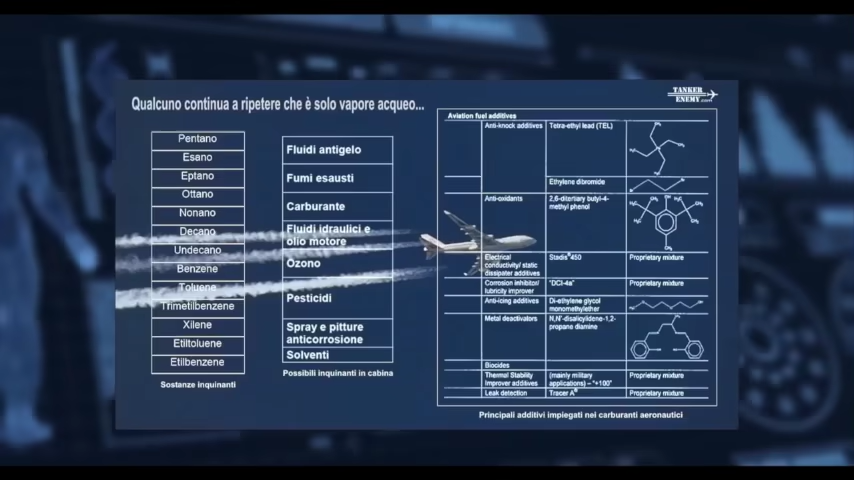 Qualcuno continua a ripetere che è solo vapore acqueo...
TANKER
ENEMY.com
Pentano
Esano
Eptano
Ottano
Nonano
Decano
Undecano
Benzene
Toluene
Trimetilbenzene
Xilene
Etiltoluene
Etilbenzene
Sostanze inquinanti
Fluidi antigelo
Fumi esausti
Carburante
Fluidi idraulici e
olio motore
Ozono
Pesticidi
Spray e pitture
anticorrosione
Solventi
Possibili inquinanti in cabina
Aviation fuel additives
Anti-knock additives
Tetra-ethyl lead (TEL)
Ethylene dibromide
Anti-oxidants
2,6-ditertiary butyl-4-
methyl phenol
Electrical
conductivity/ static
dissipater additives
Stadis®450
Proprietary mixture
Corrosion inhibitor/
lubricity improver
"DCI-4a"
Proprietary mixture
Anti-icing additives
Di-ethylene glycol
monomethylether
Metal deactivators
N,N'-disalicylidene-1,2-
propane diamine
Biocides
Thermal Stability
Improver additives
(mainly military
applications) – "+100"
Proprietary mixture
Leak detection
Tracer A®
Proprietary mixture
Principali additivi impiegati nei carburanti aeronautici